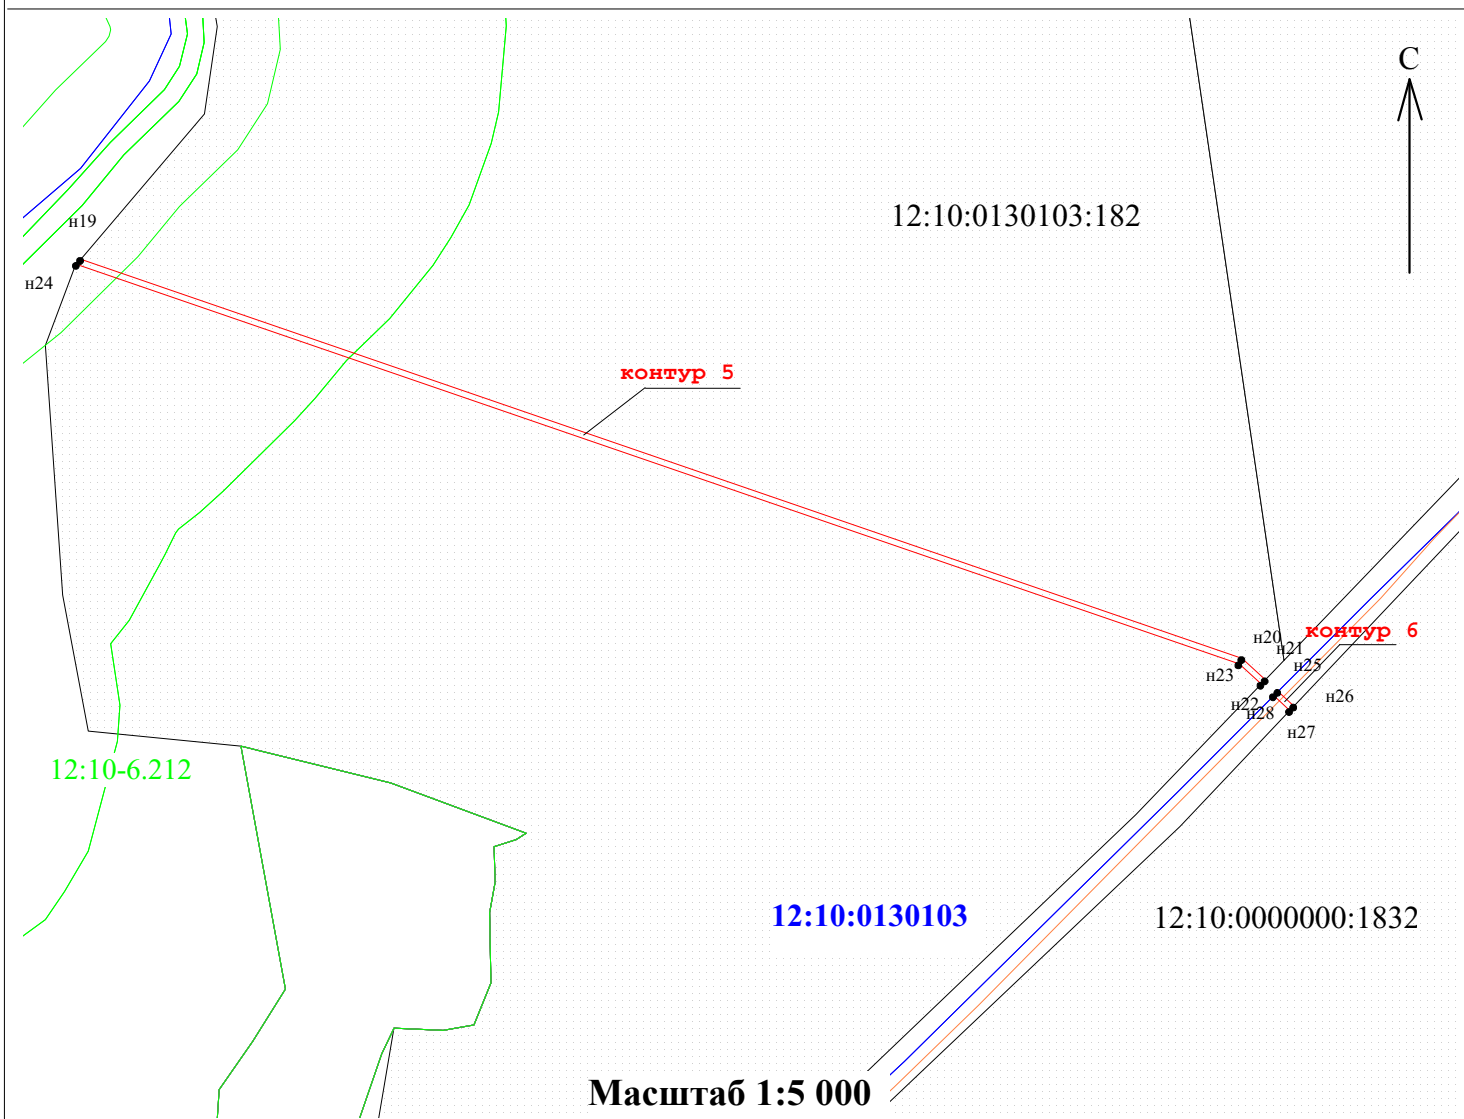 С
12:10:0130103:182
н19
н24
контур 5
н20
контур 6
н21
н25
н23
н26
н22
н28
н27
12:10-6.212
12:10:0130103
12:10:0000000:1832
Масштаб 1:5 000